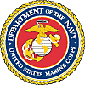 DEPARTMENT OF THE NAVY
UNITED STATES MARINE CORPS